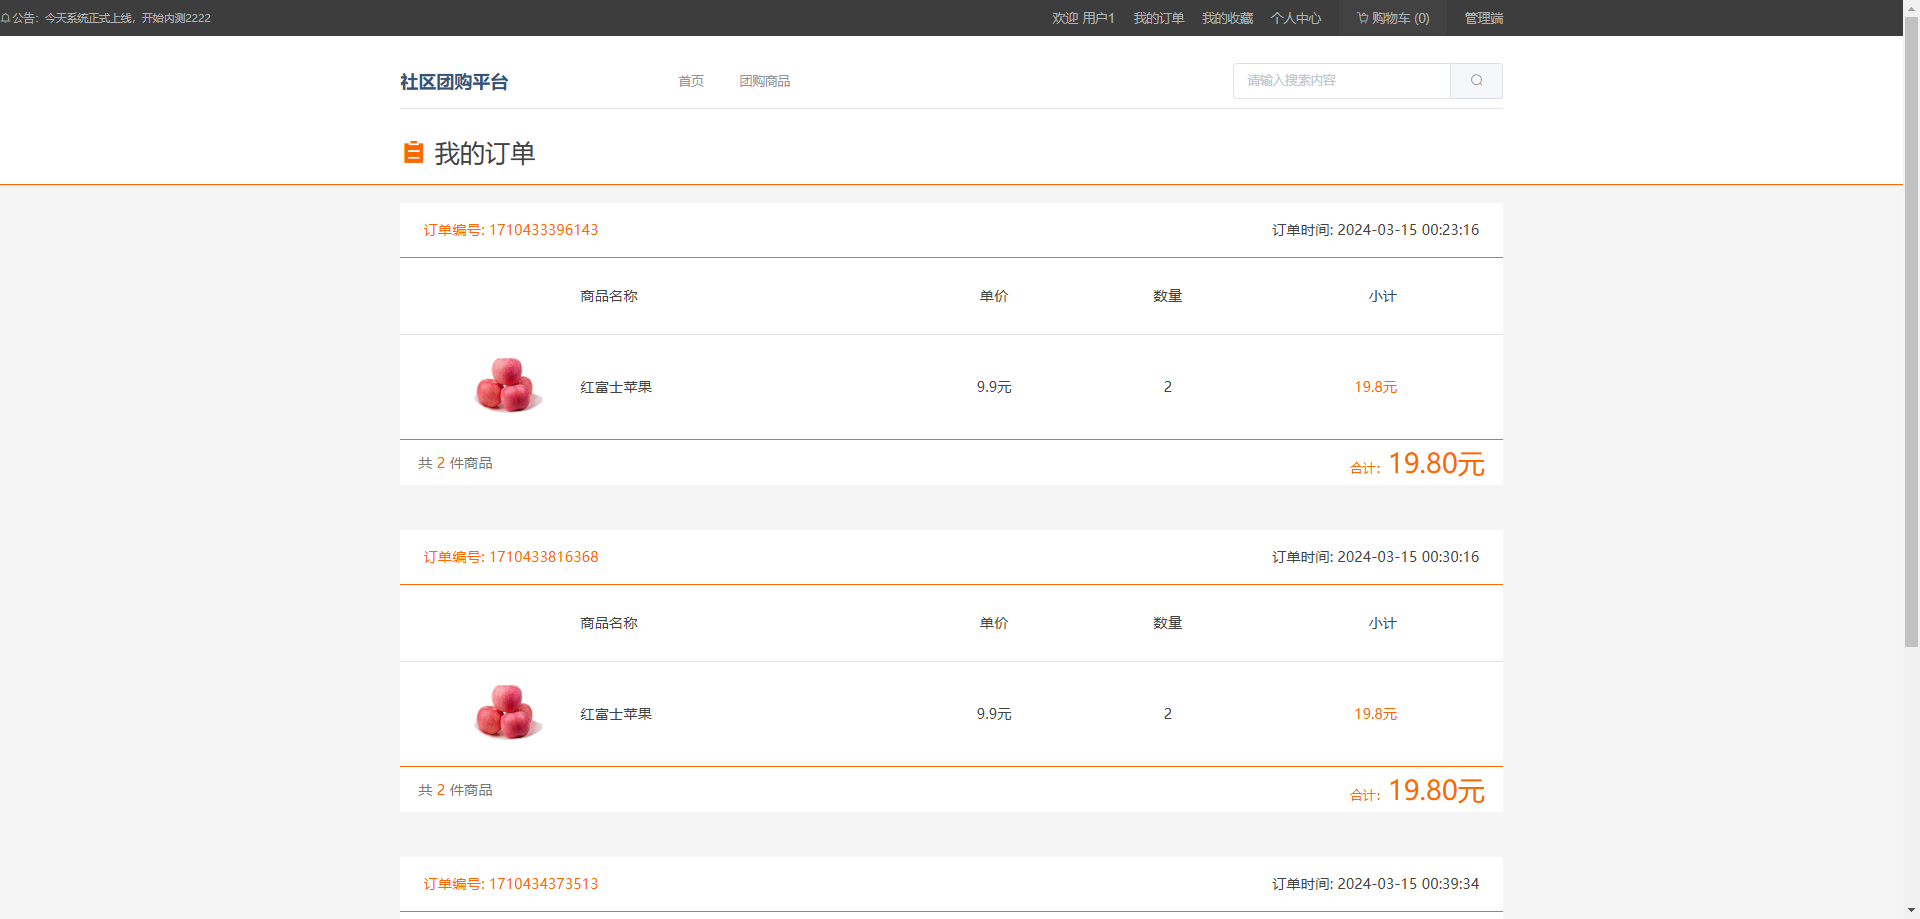 公告：今天系统正式上线，开始内测2222
欢迎 用户1 我的订单 我的收藏 个人中心 购物车 (0) 管理端
社区团购平台 首页 团购商品 请输入搜索内容
我的订单
订单编号: 1710433396143 订单时间: 2024-03-15 00:23:16
商品名称 单价 数量 小计
红富士苹果 9.9元 2 19.8元
共 2 件商品 合计：19.80元
订单编号: 1710433816368 订单时间: 2024-03-15 00:30:16
商品名称 单价 数量 小计
红富士苹果 9.9元 2 19.8元
共 2 件商品 合计：19.80元
订单编号: 1710434373513 订单时间: 2024-03-15 00:39:34